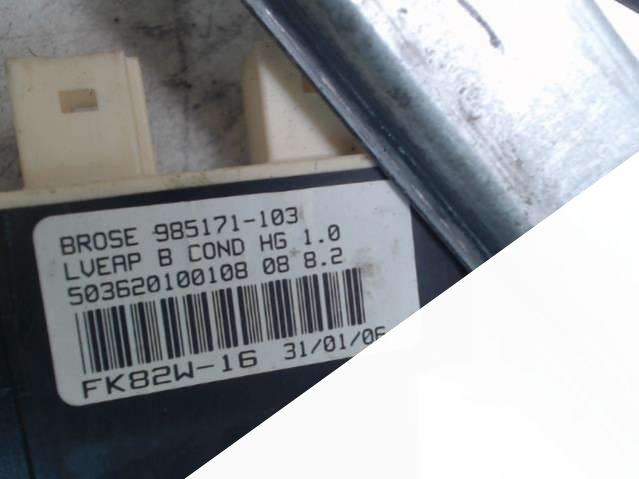 BROSE 985171-103
LVEAP B COND HG 1.0
503620100108 08 8.2
FK82W-16 31/01/06